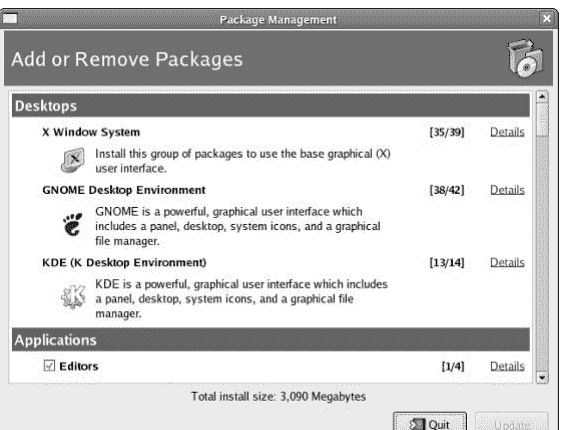 Package Management
Add or Remove Packages
Desktops
X Window System [35/39] Details
Install this group of packages to use the base graphical (X)
user interface.
GNOME Desktop Environment [38/42] Details
GNOME is a powerful, graphical user interface which
includes a panel, desktop, system icons, and a graphical
file manager.
KDE (K Desktop Environment) [13/14] Details
KDE is a powerful, graphical user interface which includes
a panel, desktop, system icons, and a graphical file
manager.
Applications
Editors [1/4] Details
Total install size: 3,090 Megabytes
Quit Update